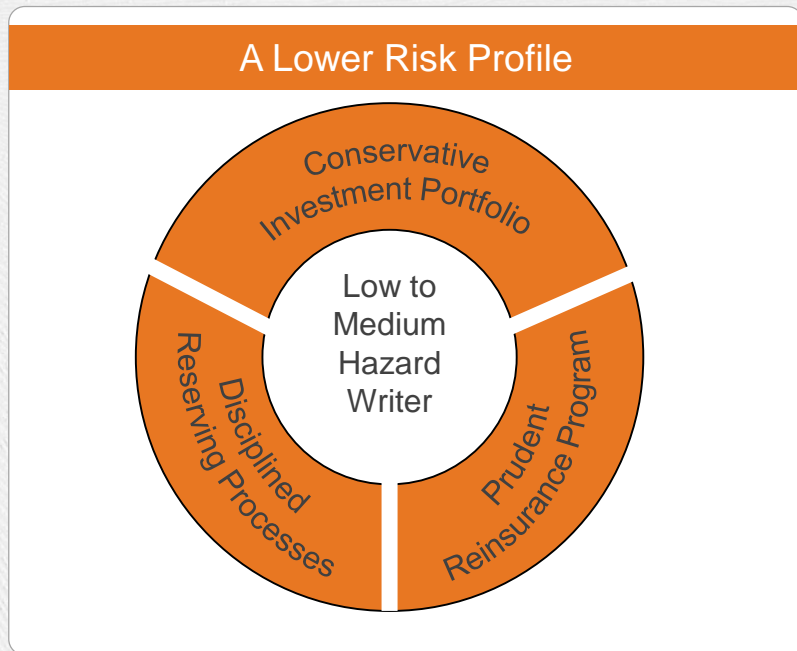 A Lower Risk Profile
Conservative
Investment Portfolio
Low to
Medium
Hazard
Writer
Disciplined
Reserving Processes
Prudent
Reinsurance Program